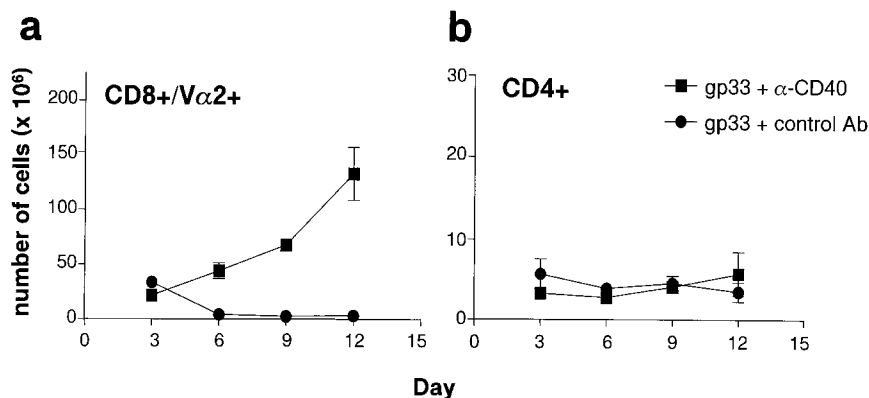 a
CD8+/Vα2+
number of cells (x 10⁶)
200
150
100
50
0
0 3 6 9 12 15
b
CD4+
gp33 + α-CD40
gp33 + control Ab
30
20
10
0
0 3 6 9 12 15
Day